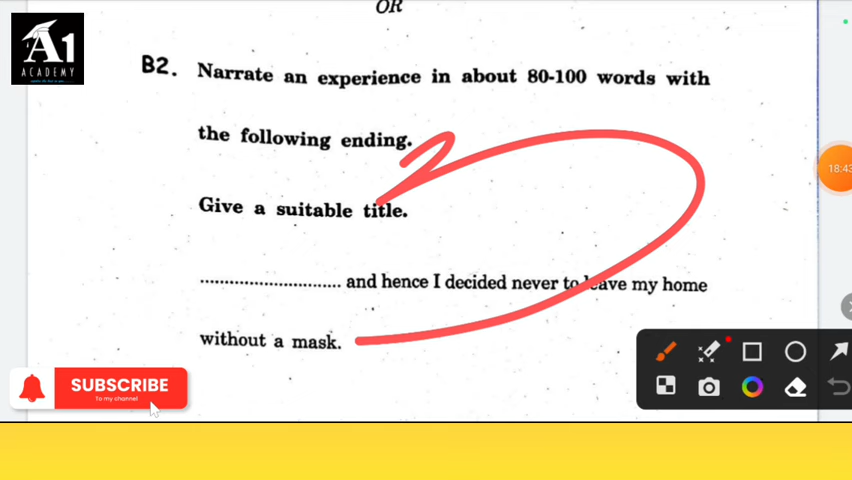 OR
A1
ACADEMY
B2. Narrate an experience in about 80-100 words with
the following ending.
Give a suitable title.
............................ and hence I decided never to leave my home
without a mask.
18:43
SUBSCRIBE
To my channel